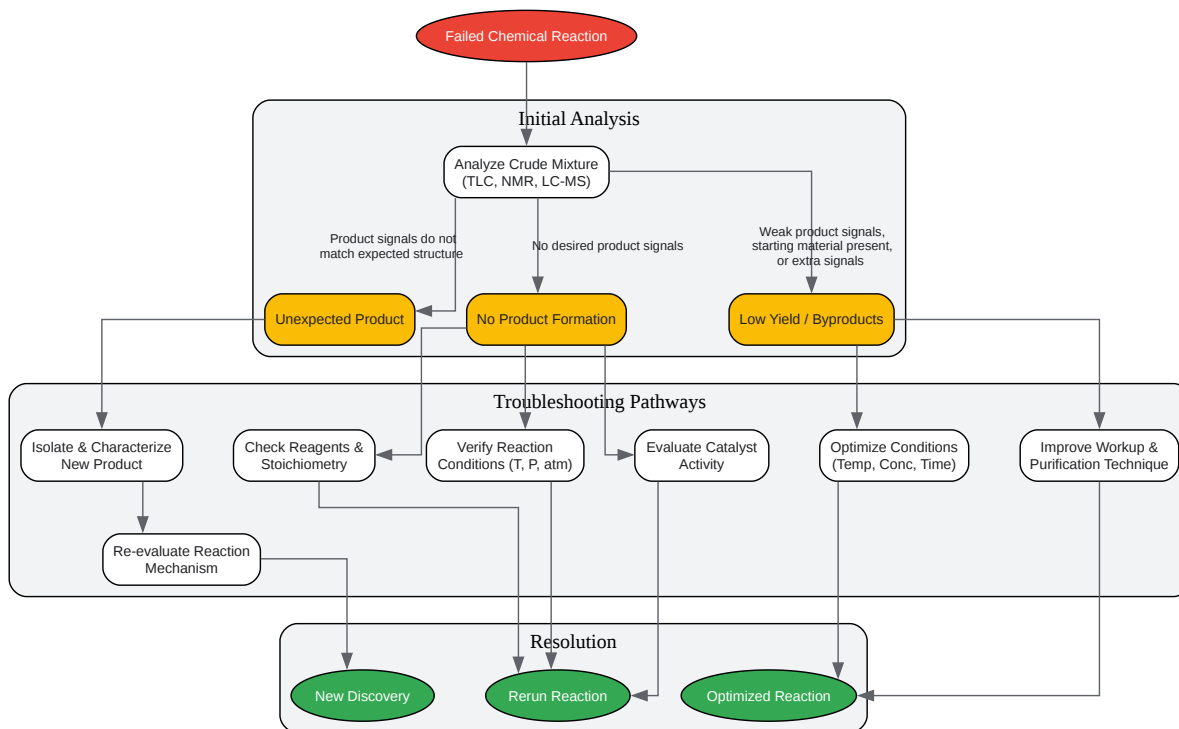 Failed Chemical Reaction
Initial Analysis
Analyze Crude Mixture
(TLC, NMR, LC-MS)
Product signals do not
match expected structure
No desired product signals
Weak product signals,
starting material present,
or extra signals
Unexpected Product
No Product Formation
Low Yield / Byproducts
Troubleshooting Pathways
Isolate & Characterize
New Product
Check Reagents &
Stoichiometry
Verify Reaction
Conditions (T, P, atm)
Evaluate Catalyst
Activity
Optimize Conditions
(Temp, Conc, Time)
Improve Workup &
Purification Technique
Re-evaluate Reaction
Mechanism
Resolution
New Discovery
Rerun Reaction
Optimized Reaction